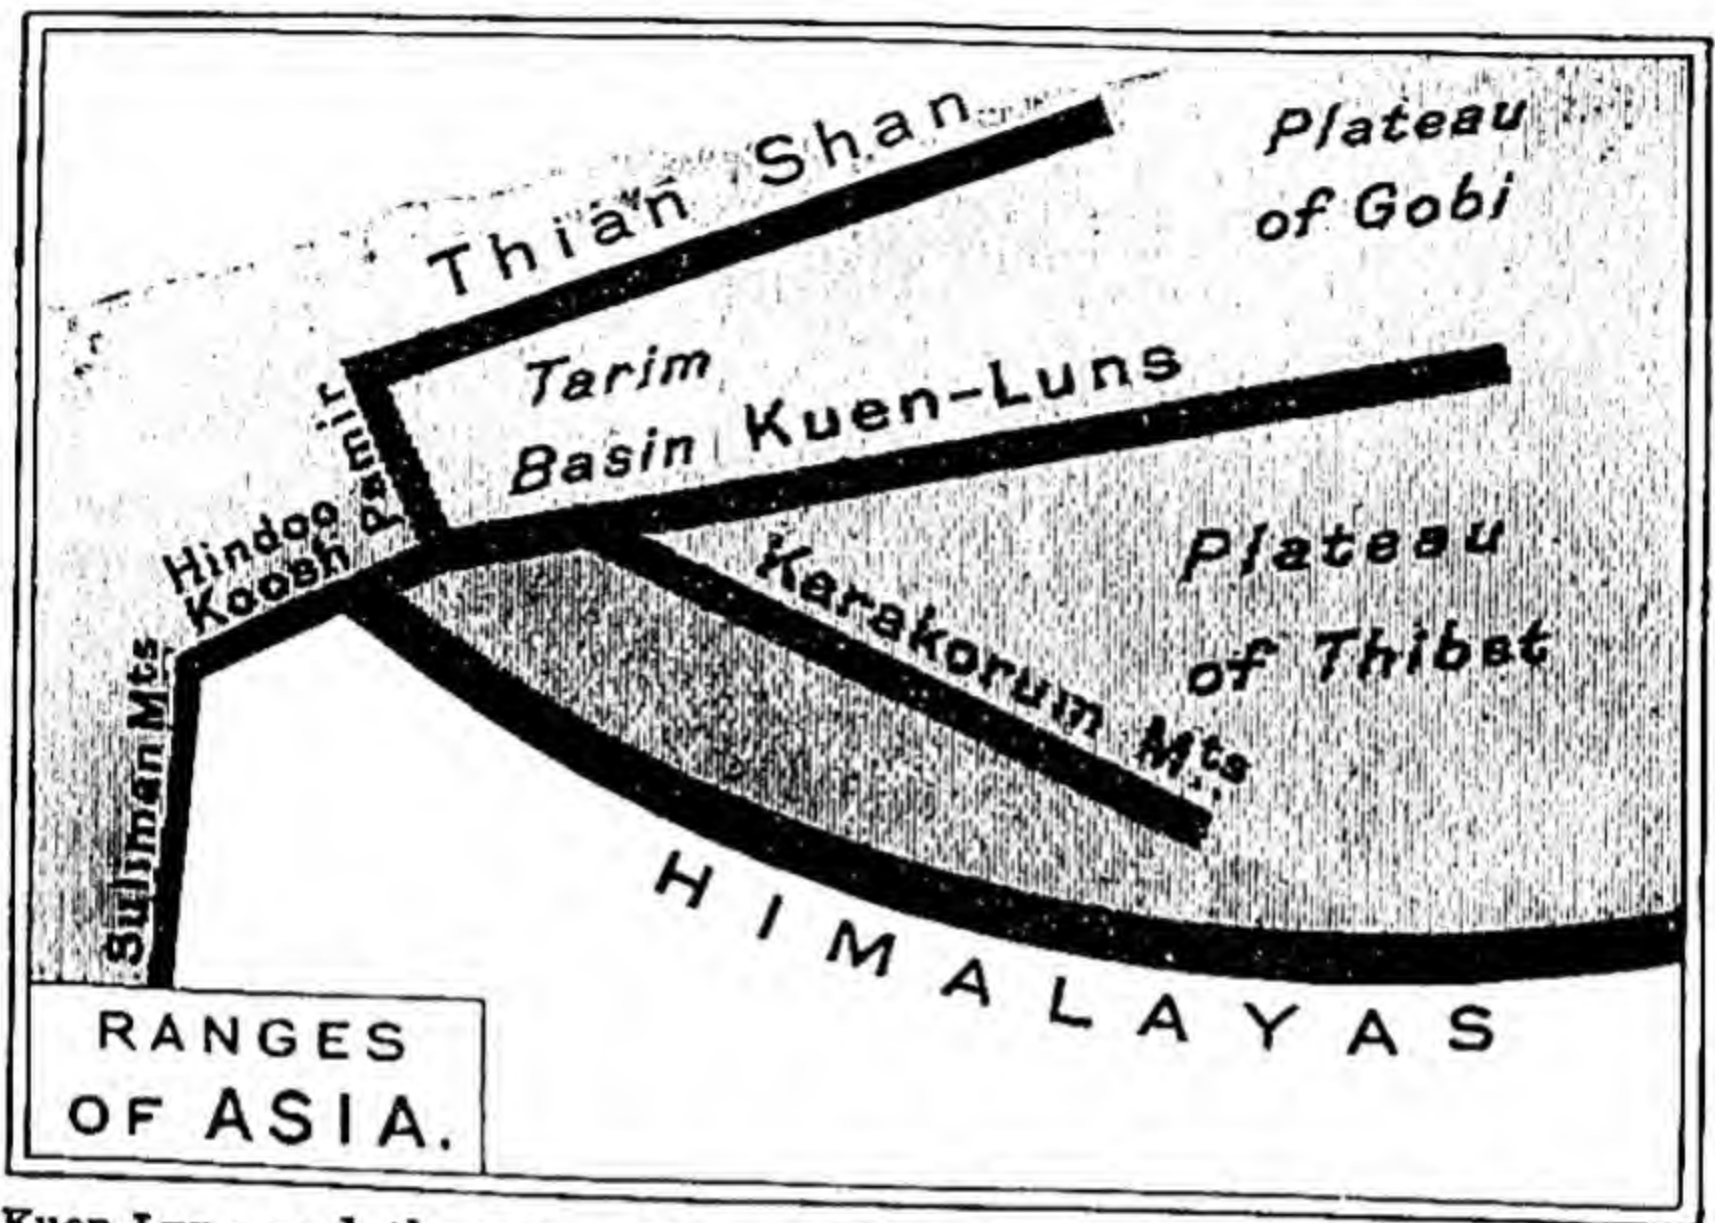 Thian Shan
Plateau
of Gobi
Tarim
Basin
Kuen-Luns
Pamir
Hindoo
Koosh
Karakorum Mts
Plateau
of Thibet
Suliman Mts
HIMALAYAS
RANGES
OF ASIA.